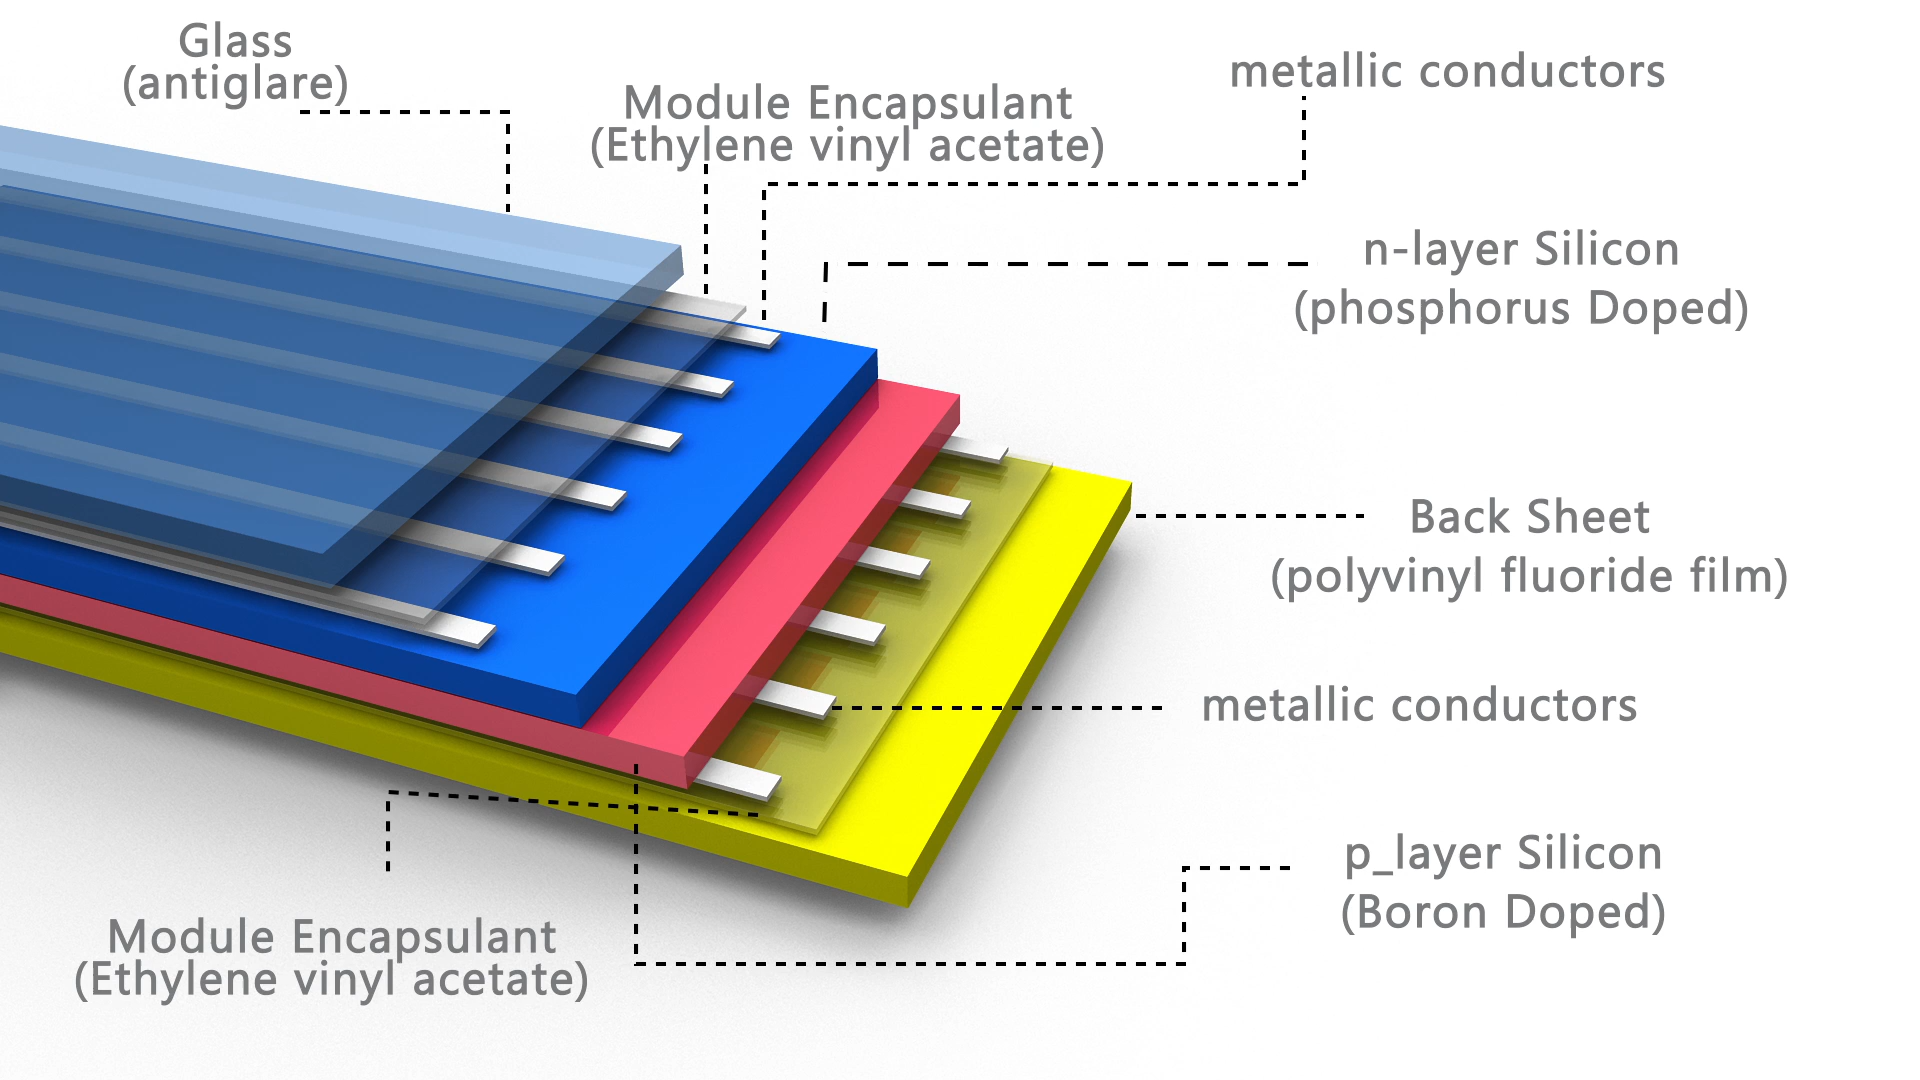 Glass
(antiglare)
Module Encapsulant
(Ethylene vinyl acetate)
metallic conductors
n-layer Silicon
(phosphorus Doped)
Back Sheet
(polyvinyl fluoride film)
metallic conductors
p_layer Silicon
(Boron Doped)
Module Encapsulant
(Ethylene vinyl acetate)